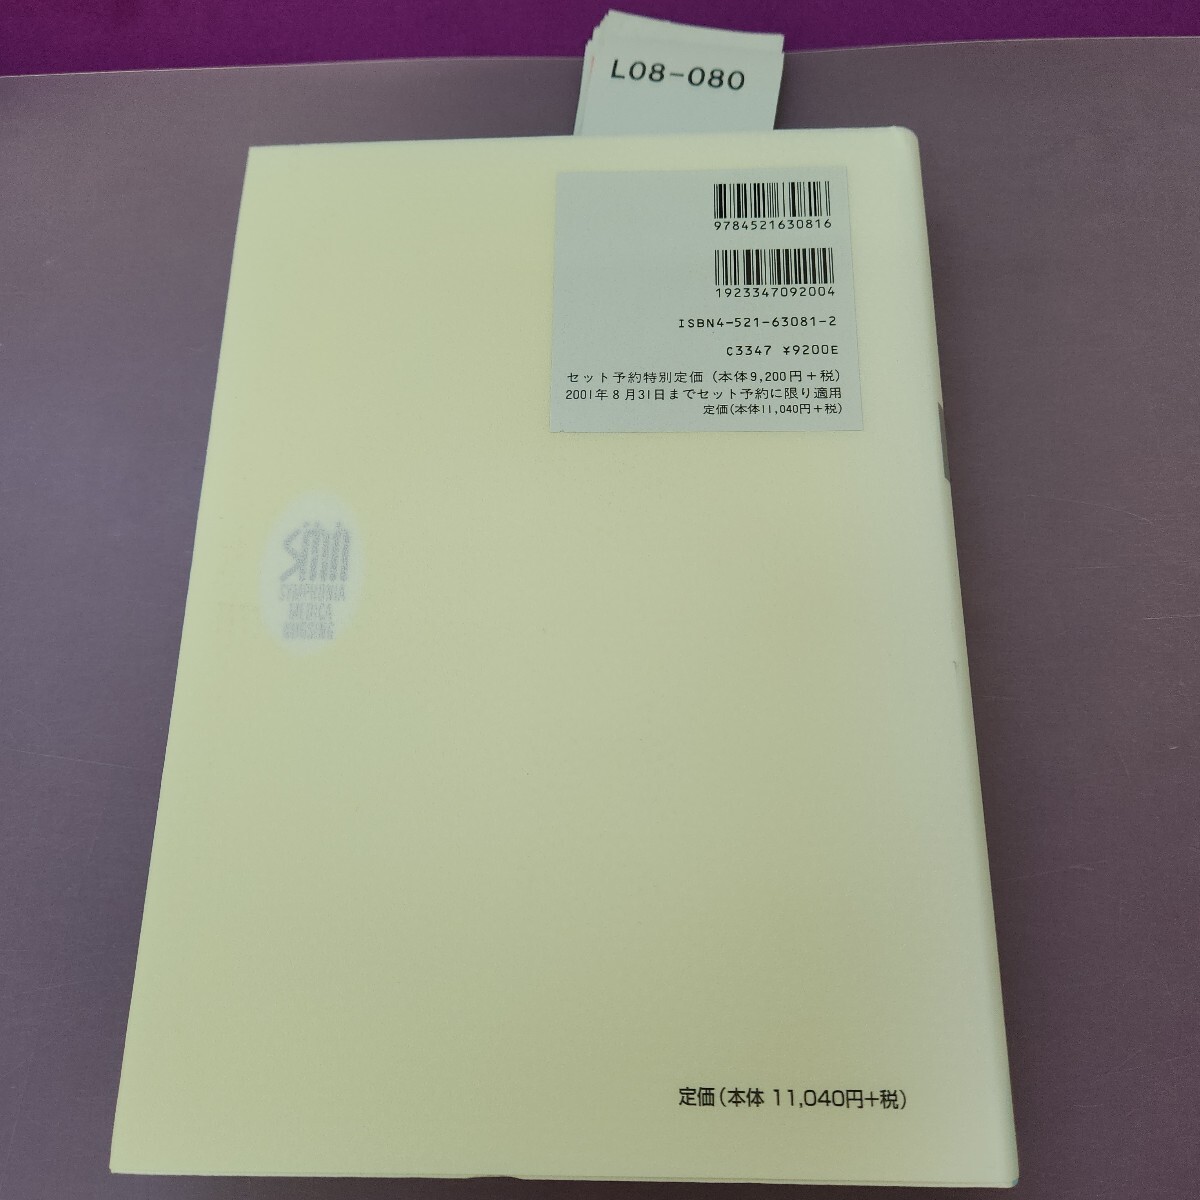 L08-080
9784521630816
1923347092004
ISBN4-521-63081-2
C3347 ¥9200E
セット予約特別定価（本体9,200円＋税）
2001年8月31日までセット予約に限り適用
定価（本体11,040円＋税）
SYMPHONIA
MEDICA
NURSING
定価（本体 11,040円+税）